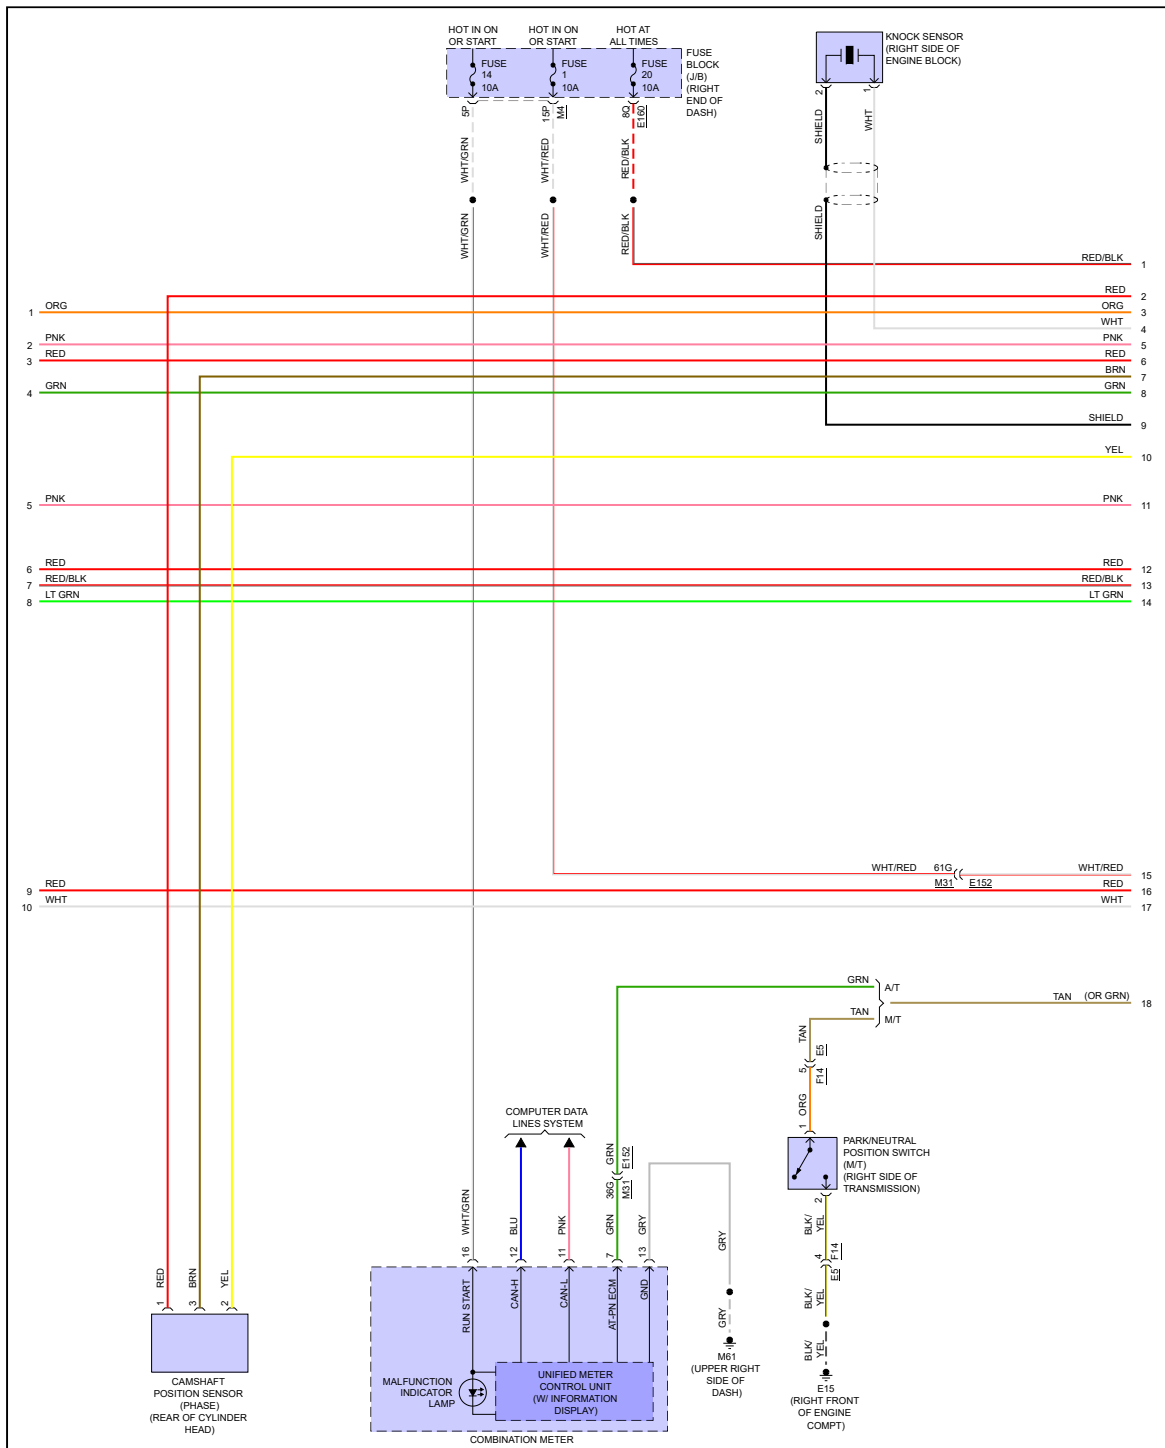 HOT IN ON
OR START
HOT IN ON
OR START
HOT AT
ALL TIMES
FUSE
14
10A
FUSE
1
10A
FUSE
20
10A
FUSE
BLOCK
(J/B)
(RIGHT
END OF
DASH)
KNOCK SENSOR
(RIGHT SIDE OF
ENGINE BLOCK)
5P
15P
M4
8Q
E160
2
1
WHT/GRN
WHT/RED
RED/BLK
SHIELD
WHT
WHT/GRN
WHT/RED
RED/BLK
SHIELD
RED/BLK 1
RED 2
1 ORG
ORG 3
WHT 4
2 PNK
PNK 5
3 RED
RED 6
BRN 7
4 GRN
GRN 8
SHIELD 9
YEL 10
5 PNK
PNK 11
6 RED
RED 12
7 RED/BLK
RED/BLK 13
8 LT GRN
LT GRN 14
WHT/RED 61G
M31 E152
WHT/RED 15
9 RED
RED 16
10 WHT
WHT 17
GRN
A/T
TAN
M/T
TAN (OR GRN) 18
TAN
5
E5
F14
ORG
1
PARK/NEUTRAL
POSITION SWITCH
(M/T)
(RIGHT SIDE OF
TRANSMISSION)
2
BLK/
YEL
4
F14
E5
BLK/
YEL
BLK/
YEL
E15
(RIGHT FRONT
OF ENGINE
COMPT)
COMPUTER DATA
LINES SYSTEM
GRN
E152
36G
M31
WHT/GRN
BLU
PNK
GRN
GRY
GRY
16
12
11
7
13
RUN START
CAN-H
CAN-L
AT-PN ECM
GND
GRY
M61
(UPPER RIGHT
SIDE OF
DASH)
MALFUNCTION
INDICATOR
LAMP
UNIFIED METER
CONTROL UNIT
(W/ INFORMATION
DISPLAY)
COMBINATION METER
RED
BRN
YEL
1
3
2
CAMSHAFT
POSITION SENSOR
(PHASE)
(REAR OF CYLINDER
HEAD)